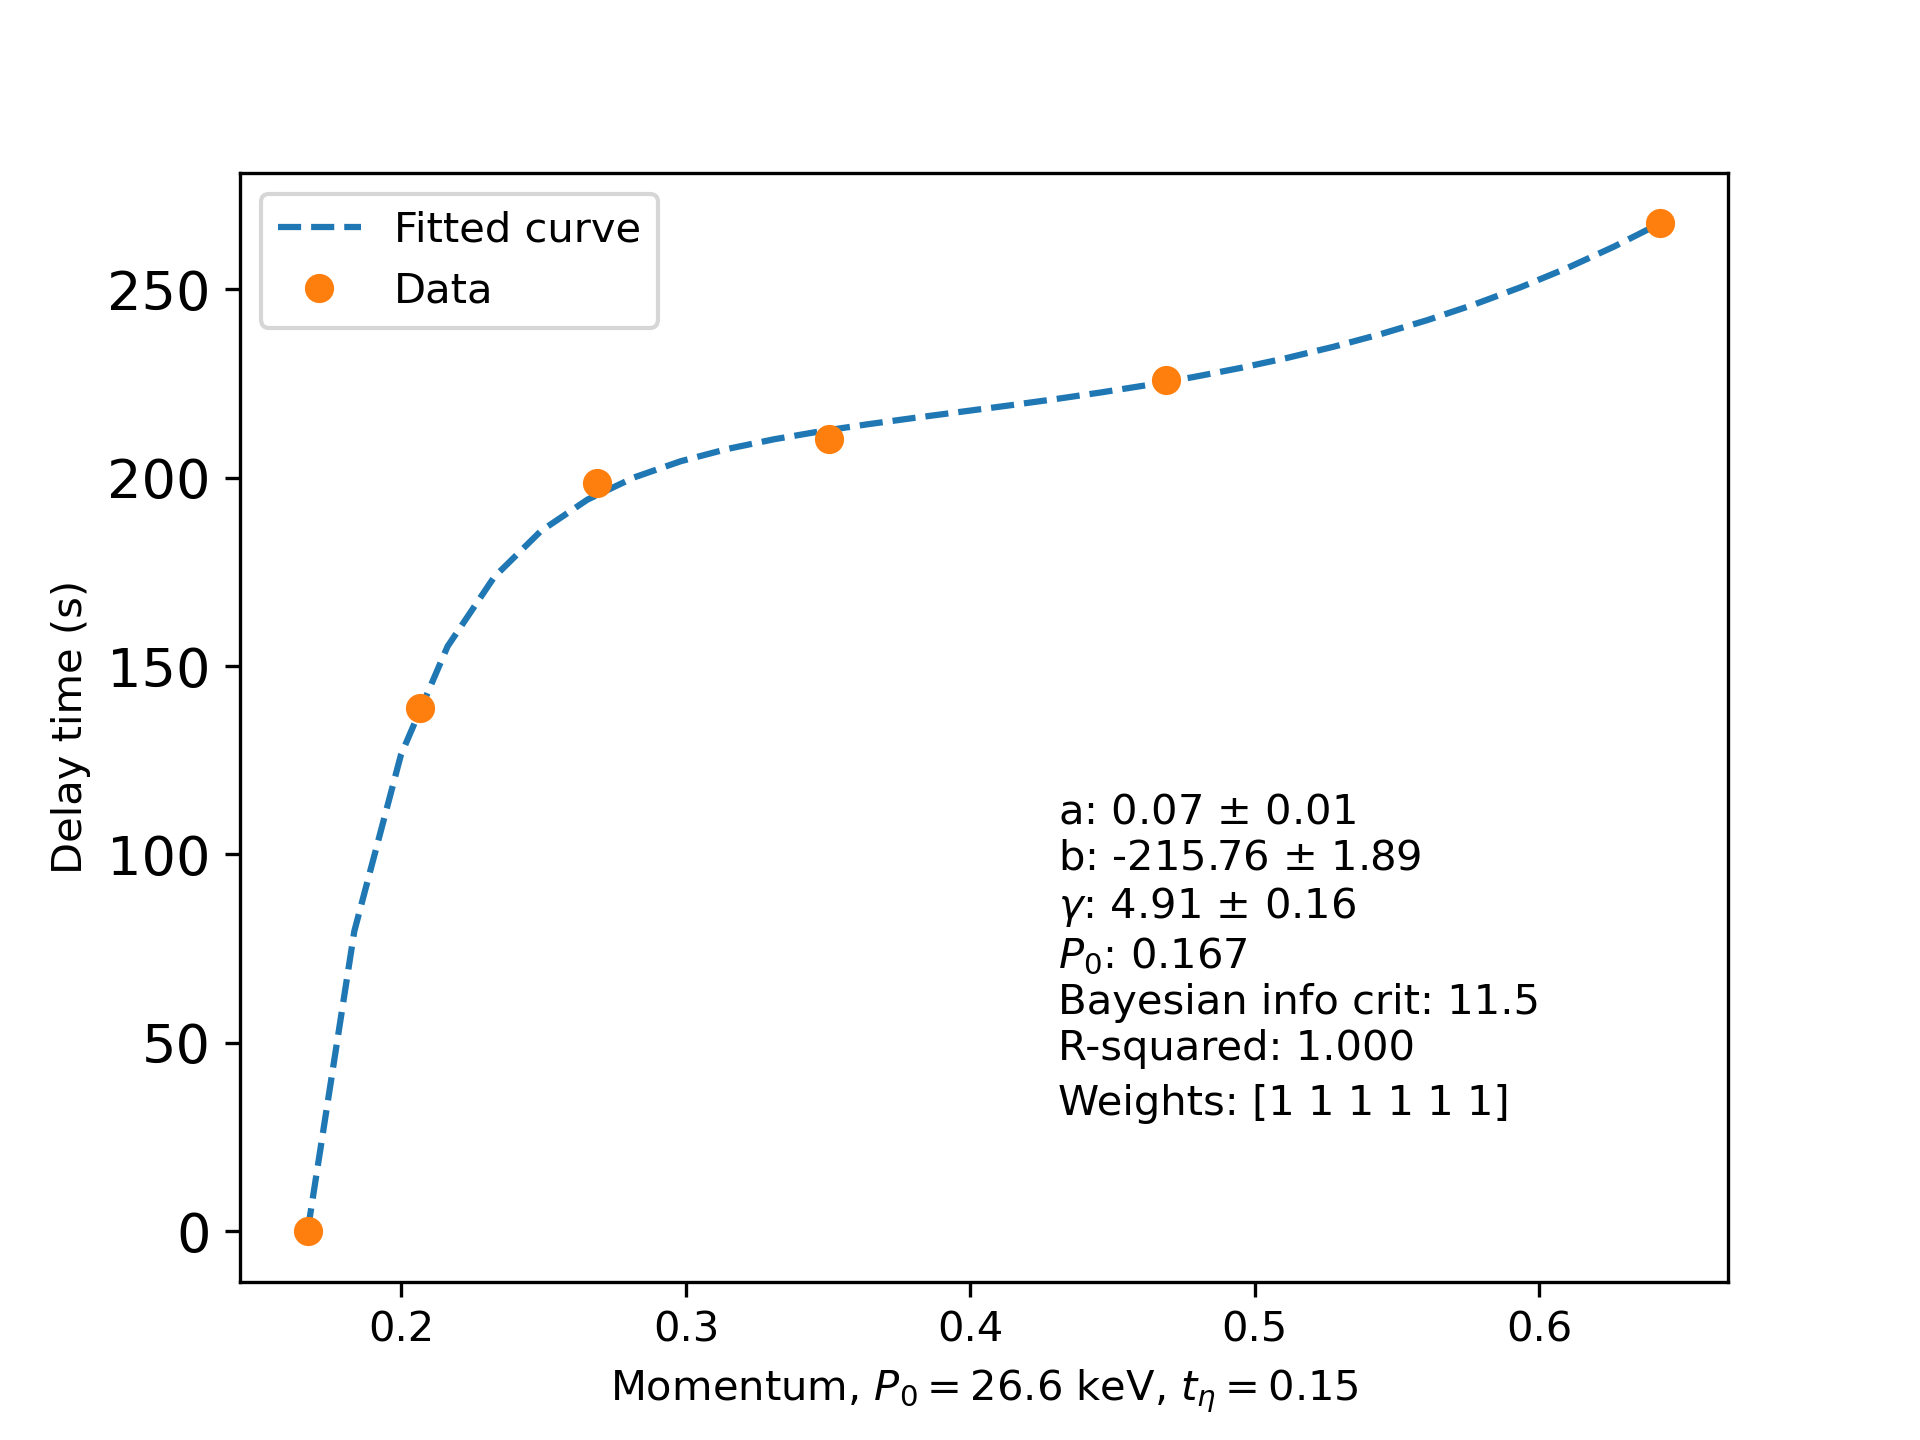 Fitted curve
Data
250
200
150
100
50
0
Delay time (s)
a: 0.07 ± 0.01
b: -215.76 ± 1.89
γ: 4.91 ± 0.16
P₀: 0.167
Bayesian info crit: 11.5
R-squared: 1.000
Weights: [1 1 1 1 1 1]
0.2 0.3 0.4 0.5 0.6
Momentum, P₀ = 26.6 keV, t_η = 0.15